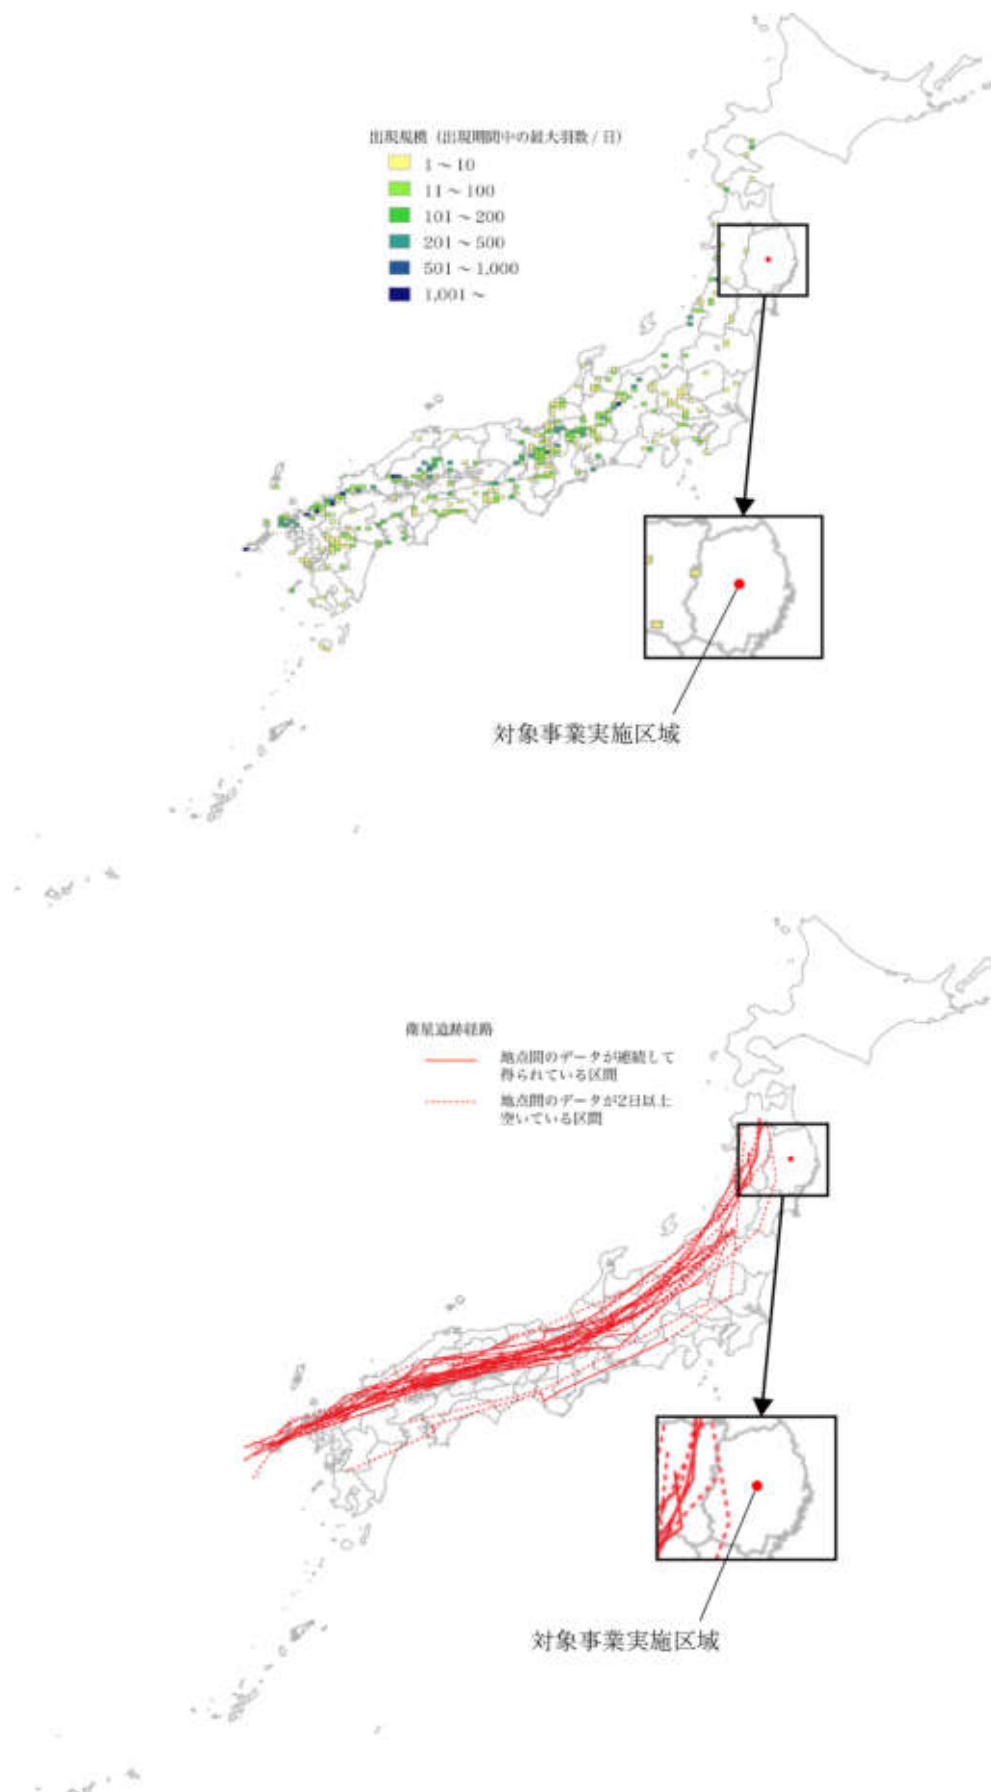 出現規模（出現期間中の最大羽数 / 日）
1 ～ 10
11 ～ 100
101 ～ 200
201 ～ 500
501 ～ 1,000
1,001 ～
対象事業実施区域
衛星追跡経路
地点間のデータが連続して
得られている区間
地点間のデータが2日以上
空いている区間
対象事業実施区域